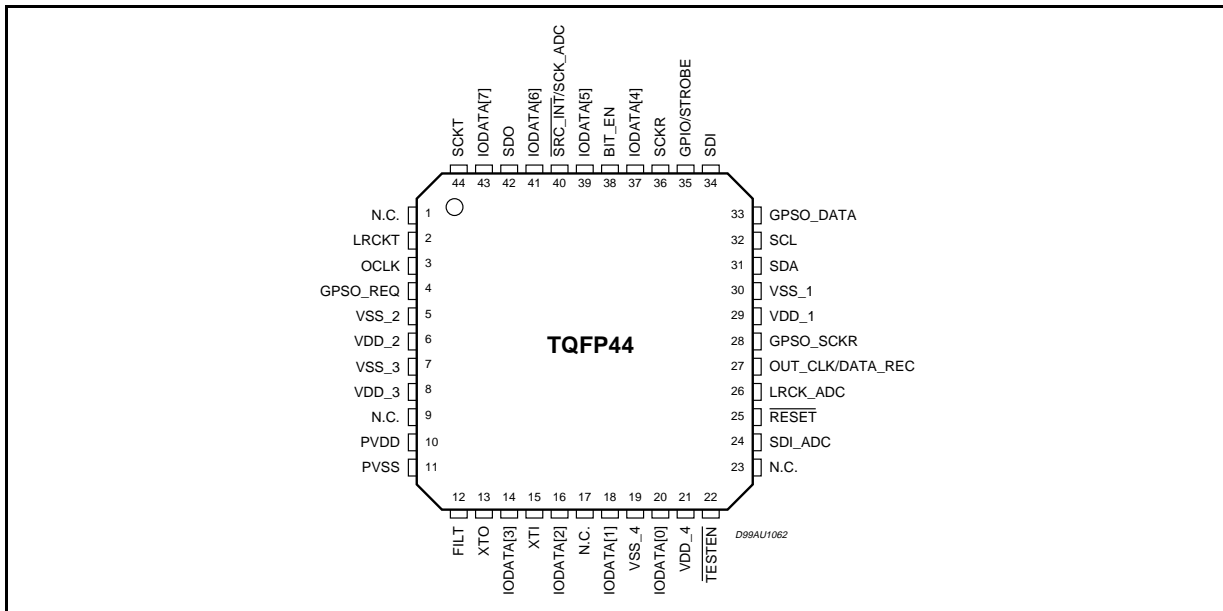 SCKT
IODATA[7]
SDO
IODATA[6]
SRC_INT/SCK_ADC
IODATA[5]
BIT_EN
IODATA[4]
SCKR
GPIO/STROBE
SDI
44 43 42 41 40 39 38 37 36 35 34
N.C. 1
LRCKT 2
OCLK 3
GPSO_REQ 4
VSS_2 5
VDD_2 6
VSS_3 7
VDD_3 8
N.C. 9
PVDD 10
PVSS 11
TQFP44
33 GPSO_DATA
32 SCL
31 SDA
30 VSS_1
29 VDD_1
28 GPSO_SCKR
27 OUT_CLK/DATA_REC
26 LRCK_ADC
25 RESET
24 SDI_ADC
23 N.C.
12 13 14 15 16 17 18 19 20 21 22
FILT
XTO
IODATA[3]
XTI
IODATA[2]
N.C.
IODATA[1]
VSS_4
IODATA[0]
VDD_4
TESTEN
D99AU1062